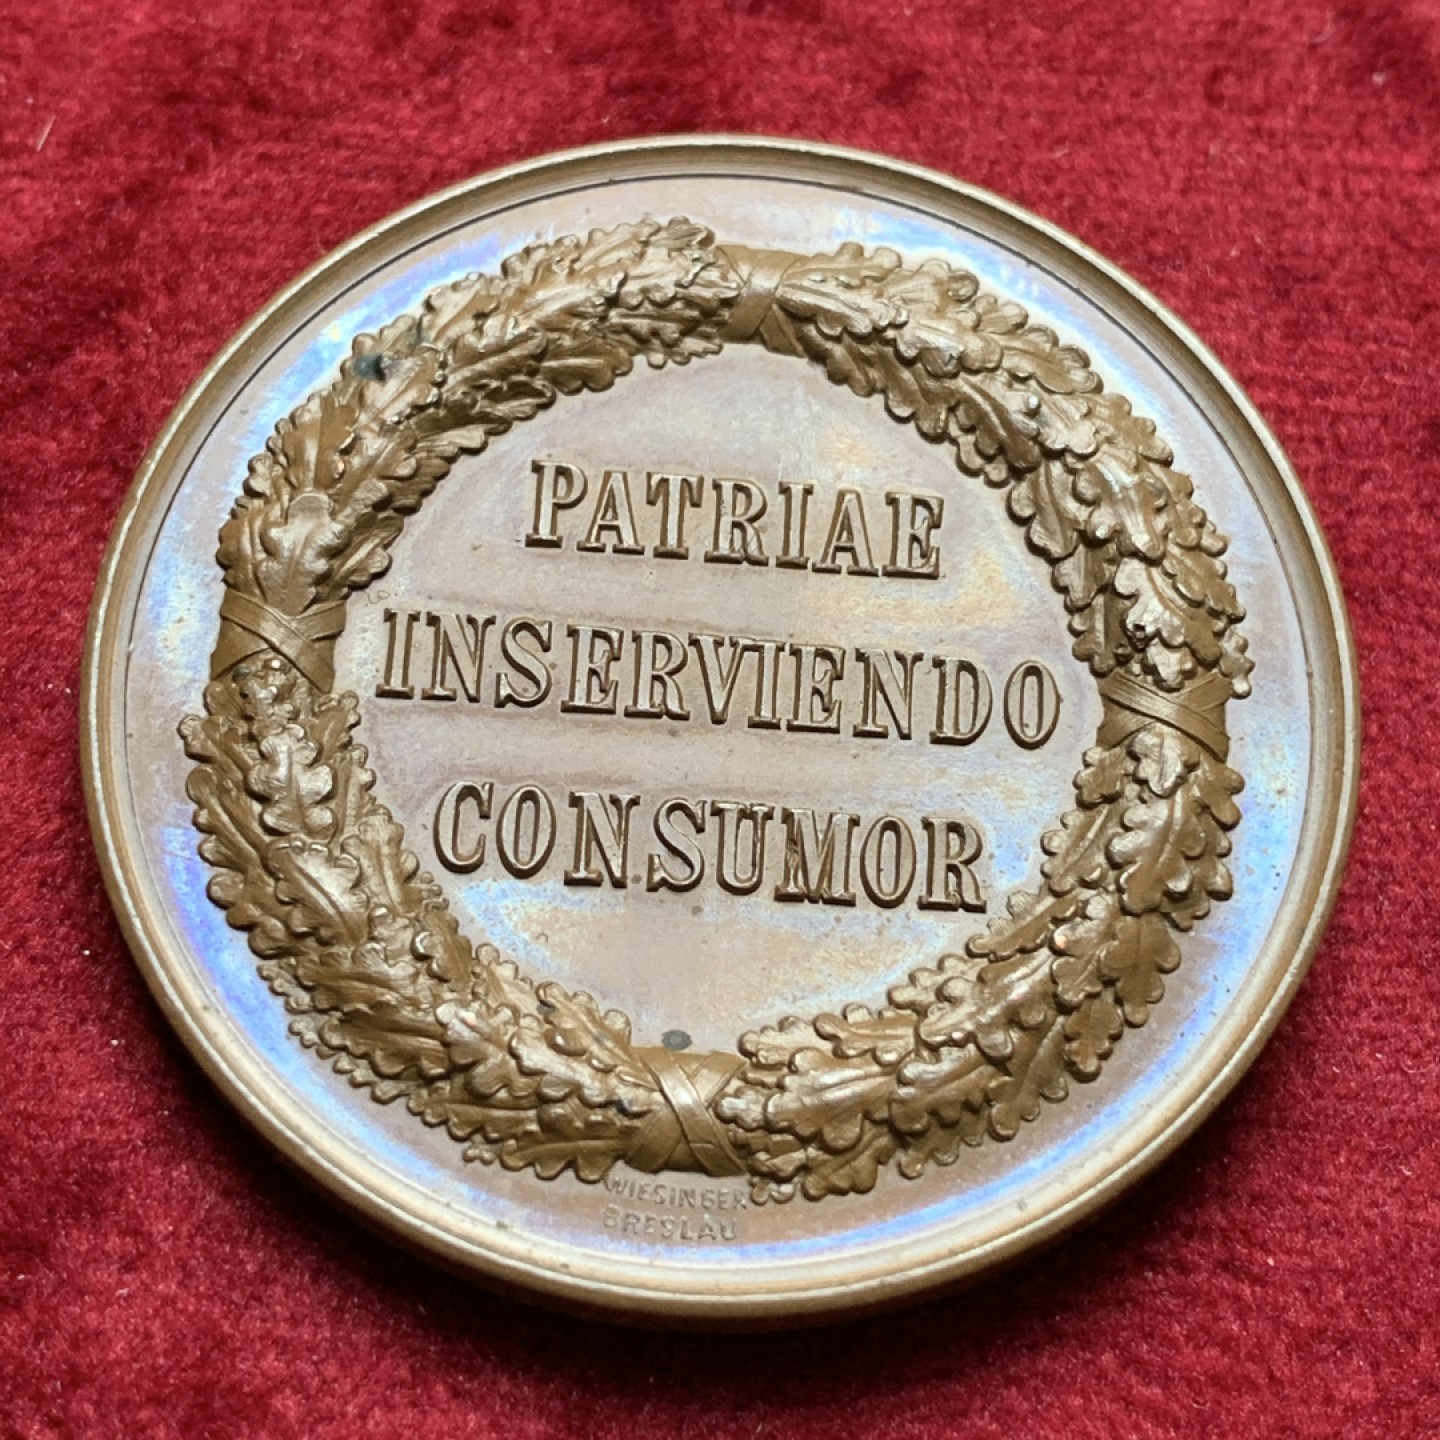 PATRIAE
INSERVIENDO
CONSUMOR
WIESINGER
BRESLAU